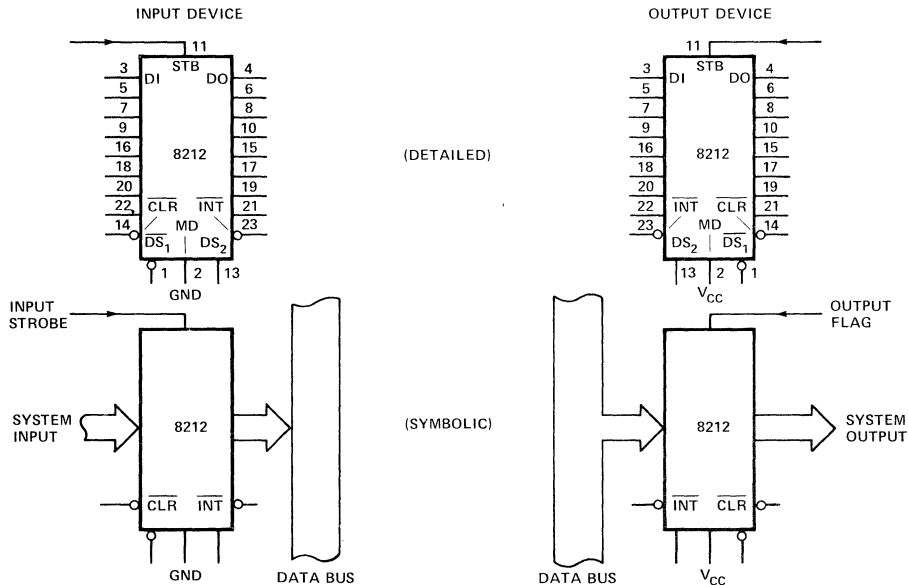 INPUT DEVICE
OUTPUT DEVICE
11
STB
3 DI DO 4
5 6
7 8
9 10
16 8212 15
18 17
20 19
22 CLR INT 21
14 MD 23
DS1 DS2
1 2 13
GND
(DETAILED)
11
STB
3 DI DO 4
5 6
7 8
9 10
16 8212 15
18 17
20 19
22 INT CLR 21
23 MD 14
DS2 DS1
13 2 1
VCC
INPUT
STROBE
SYSTEM
INPUT
8212
CLR INT
GND
DATA BUS
(SYMBOLIC)
OUTPUT
FLAG
8212
SYSTEM
OUTPUT
INT CLR
DATA BUS
VCC